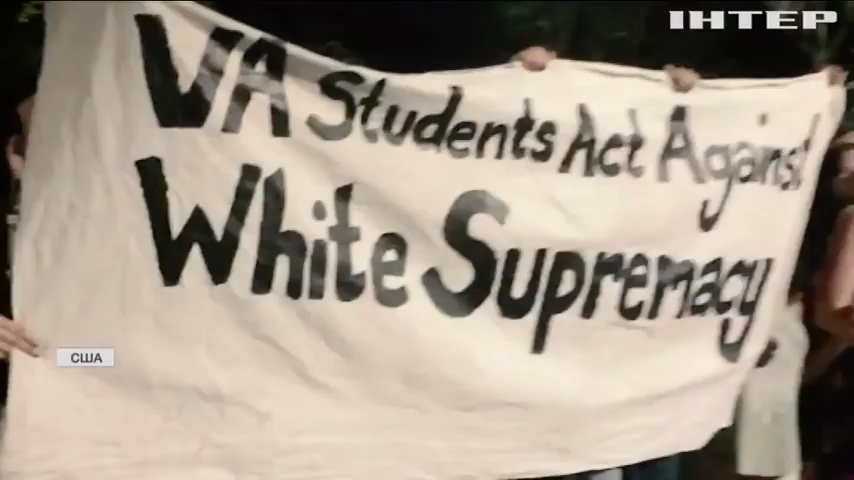 ІНТЕР
VA Students Act Against
White Supremacy
США